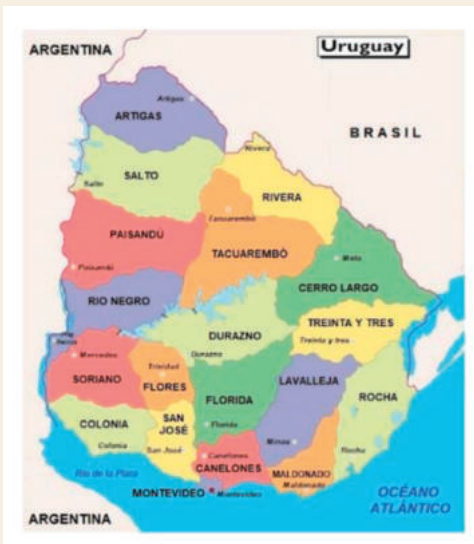 ARGENTINA
Uruguay
Artigas
ARTIGAS
BRASIL
Rivera
SALTO
Salto
RIVERA
Tacuarembó
PAISANDÚ
TACUAREMBÓ
Melo
Paisandú
CERRO LARGO
RIO NEGRO
TREINTA Y TRES
DURAZNO
Treinta y tres
Mercedes
Trinidad
Durazno
SORIANO
FLORES
LAVALLEJA
FLORIDA
ROCHA
COLONIA
SAN
JOSÉ
Florida
Minas
Colonia
San José
Canelones
Rocha
CANELONES
MALDONADO
Rio de la Plata
Maldonado
MONTEVIDEO
Montevideo
OCÉANO
ATLÁNTICO
ARGENTINA